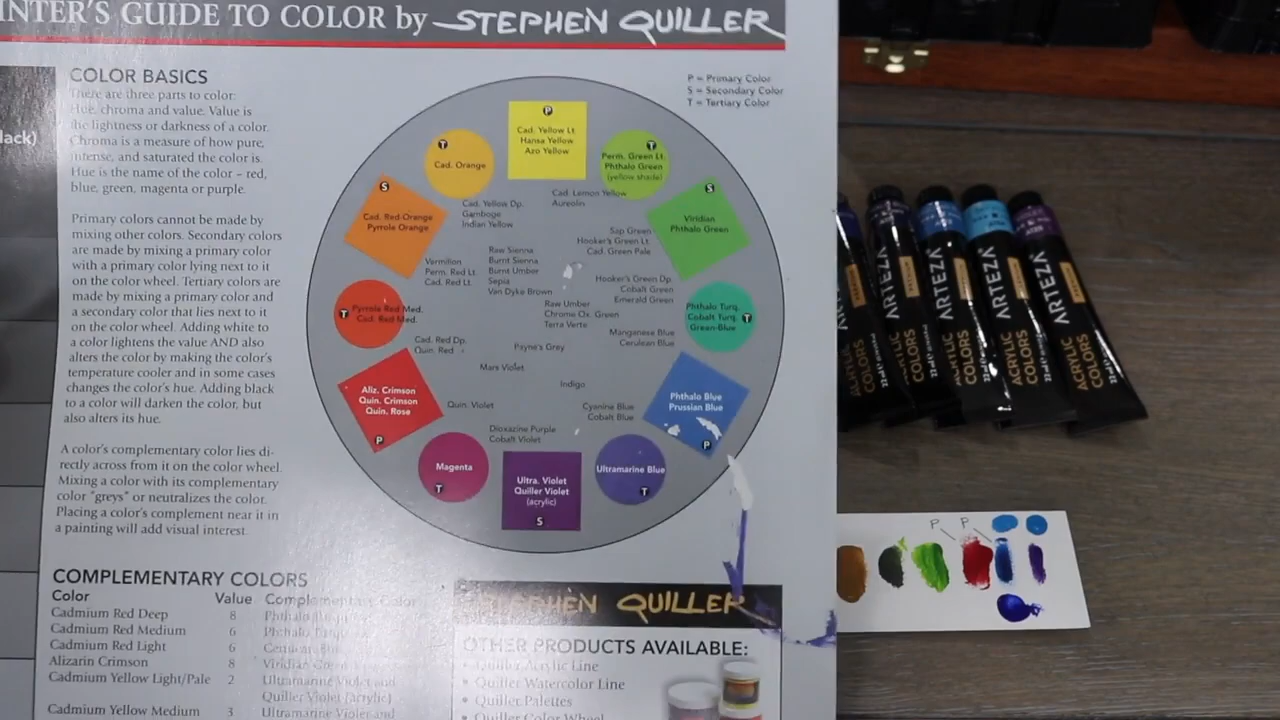 INTER'S GUIDE TO COLOR by STEPHEN QUILLER
lack)
COLOR BASICS
There are three parts to color:
Hue, chroma and value. Value is
the lightness or darkness of a color.
Chroma is a measure of how pure,
intense, and saturated the color is.
Hue is the name of the color – red,
blue, green, magenta or purple.
Primary colors cannot be made by
mixing other colors. Secondary colors
are made by mixing a primary color
with a primary color lying next to it
on the color wheel. Tertiary colors are
made by mixing a primary color and
a secondary color that lies next to it
on the color wheel. Adding white to
a color lightens the value AND also
alters the color by making the color's
temperature cooler and in some cases
changes the color's hue. Adding black
to a color will darken the color, but
also alters its hue.
A color's complementary color lies di-
rectly across from it on the color wheel.
Mixing a color with its complementary
color "greys" or neutralizes the color.
Placing a color's complement near it in
a painting will add visual interest.
P = Primary Color
S = Secondary Color
T = Tertiary Color
P
Cad. Yellow Lt.
Hansa Yellow
Azo Yellow
T
Cad. Orange
T
Perm. Green Lt.
Phthalo Green
(yellow shade)
S
Cad. Red Orange
Pyrrole Orange
Cad. Yellow Dp.
Gamboge
Indian Yellow
Cad. Lemon Yellow
Aureolin
S
Viridian
Phthalo Green
Sap Green
Hooker's Green Lt.
Cad. Green Pale
Vermilion
Perm. Red Lt.
Cad. Red Lt.
Raw Sienna
Burnt Sienna
Burnt Umber
Sepia
Van Dyke Brown
Hooker's Green Dp.
Cobalt Green
Emerald Green
T
Pyrrole Red Med.
Cad. Red Med.
Raw Umber
Chrome Ox. Green
Terra Verte
Phthalo Turq.
Cobalt Turq.
Green-Blue
T
Manganese Blue
Cerulean Blue
Cad. Red Dp.
Quin. Red
Payne's Grey
Mars Violet
Indigo
Aliz. Crimson
Quin. Crimson
Quin. Rose
P
Quin. Violet
Cyanine Blue
Cobalt Blue
Phthalo Blue
Prussian Blue
P
Dioxazine Purple
Cobalt Violet
Magenta
T
Ultra. Violet
Quiller Violet
(acrylic)
S
Ultramarine Blue
T
COMPLEMENTARY COLORS
Color Value Complementary Color
Cadmium Red Deep 8
Cadmium Red Medium 6
Cadmium Red Light 6
Alizarin Crimson 8 Viridian Green
Cadmium Yellow Light/Pale 2 Ultramarine Violet and
Quiller Violet (acrylic)
Cadmium Yellow Medium 3 Ultramarine Violet and
STEPHEN QUILLER
OTHER PRODUCTS AVAILABLE:
• Quiller Acrylic Line
• Quiller Watercolor Line
• Quiller Palettes
• Quiller Color Wheel
ARTEZA
ACRYLIC
COLORS
ARTEZA
ACRYLIC
COLORS
ARTEZA
ACRYLIC
COLORS
ARTEZA
ACRYLIC
COLORS
ACRYLIC
COLORS
P P